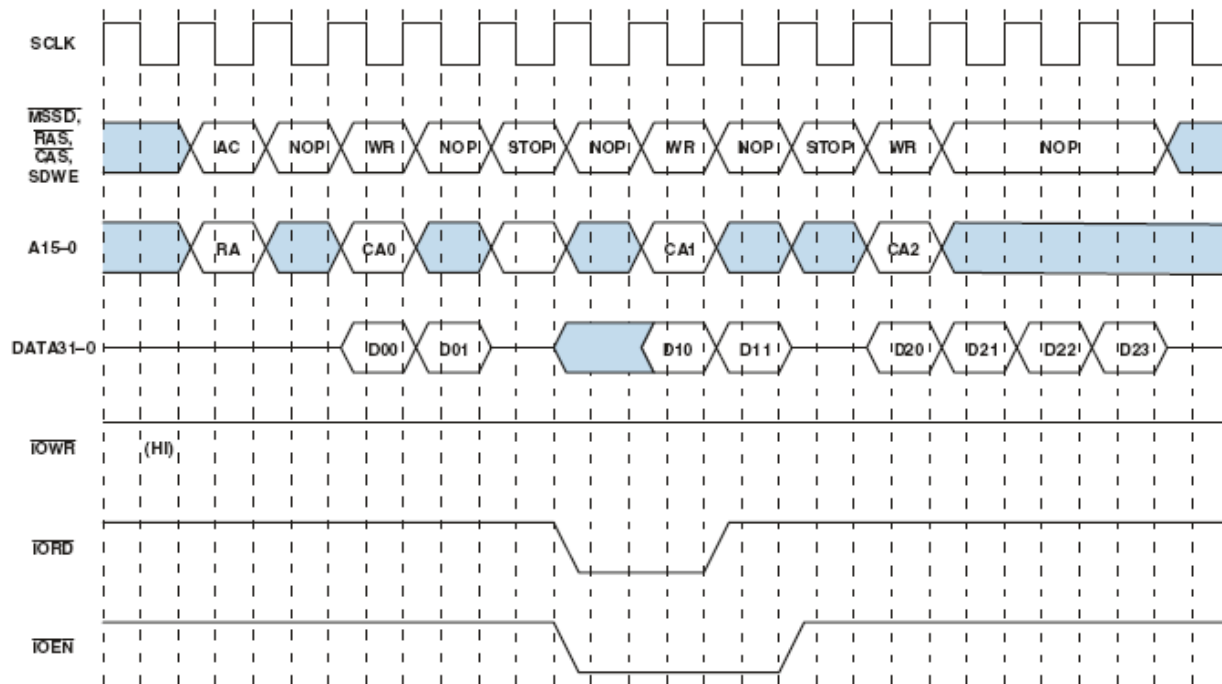 SCLK
MSSD,
RAS,
CAS,
SDWE
AC NOP WR NOP STOP NOP WR NOP STOP WR NOP
A15–0 RA CA0 CA1 CA2
DATA31–0 D00 D01 D10 D11 D20 D21 D22 D23
IOWR (HI)
IORD
IOEN